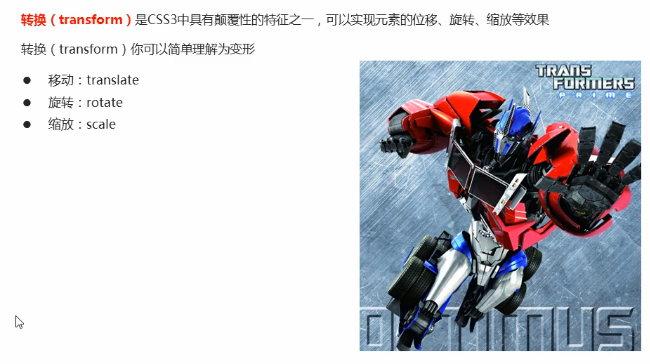 转换（transform）是CSS3中具有颠覆性的特征之一，可以实现元素的位移、旋转、缩放等效果
转换（transform）你可以简单理解为变形
● 移动：translate
● 旋转：rotate
● 缩放：scale
TRANS
FORMERS
PRIME
OPTIMUS